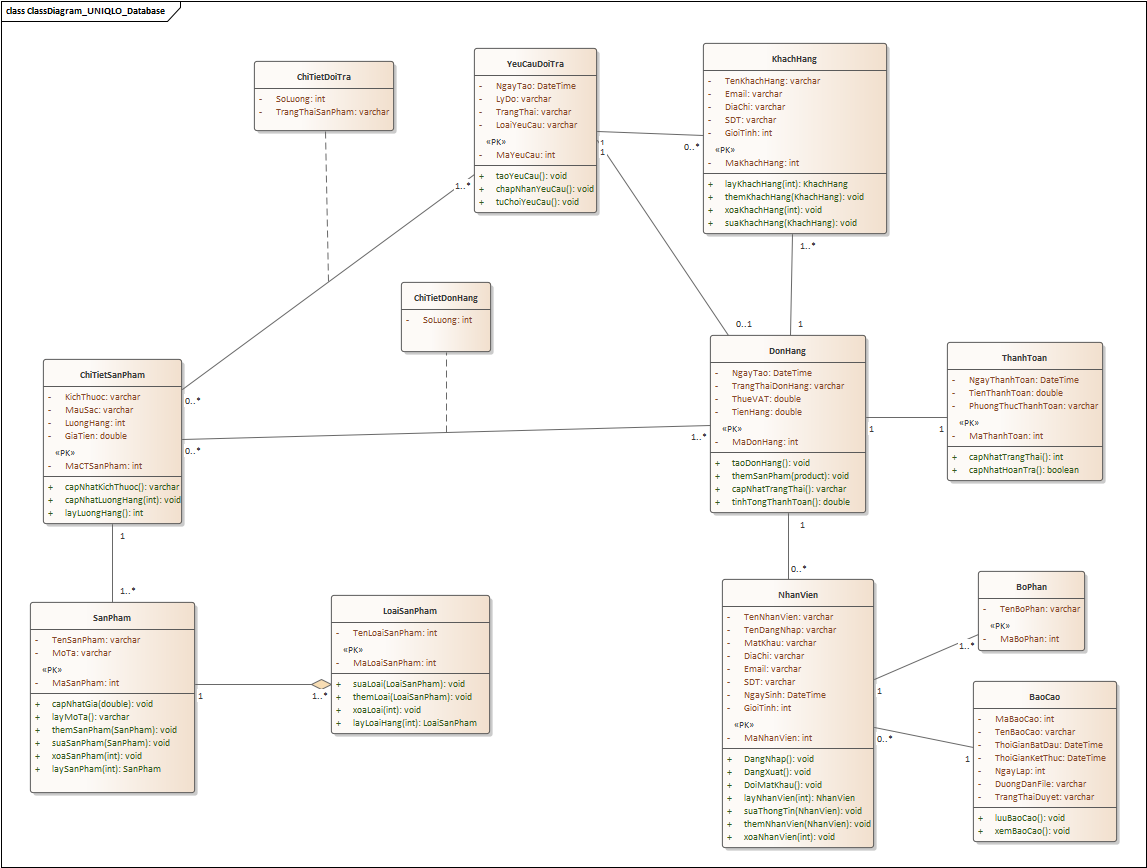 class ClassDiagram_UNIQLO_Database
ChiTietDoiTra
- SoLuong: int
- TrangThaiSanPham: varchar
YeuCauDoiTra
- NgayTao: DateTime
- LyDo: varchar
- TrangThai: varchar
- LoaiYeuCau: varchar
«PK»
- MaYeuCau: int
+ taoYeuCau(): void
+ chapNhanYeuCau(): void
+ tuChoiYeuCau(): void
KhachHang
- TenKhachHang: varchar
- Email: varchar
- DiaChi: varchar
- SDT: varchar
- GioiTinh: int
«PK»
- MaKhachHang: int
+ layKhachHang(int): KhachHang
+ themKhachHang(KhachHang): void
+ xoaKhachHang(int): void
+ suaKhachHang(KhachHang): void
1
0..*
1
1..*
1..*
0..1
1
ChiTietDonHang
- SoLuong: int
DonHang
- NgayTao: DateTime
- TrangThaiDonHang: varchar
- ThueVAT: double
- TienHang: double
«PK»
- MaDonHang: int
+ taoDonHang(): void
+ themSanPham(product): void
+ capNhatTrangThai(): varchar
+ tinhTongThanhToan(): double
ThanhToan
- NgayThanhToan: DateTime
- TienThanhToan: double
- PhuongThucThanhToan: varchar
«PK»
- MaThanhToan: int
+ capNhatTrangThai(): int
+ capNhatHoanTra(): boolean
ChiTietSanPham
- KichThuoc: varchar
- MauSac: varchar
- LuongHang: int
- GiaTien: double
«PK»
- MaCTSanPham: int
+ capNhatKichThuoc(): varchar
+ capNhatLuongHang(int): void
+ layLuongHang(): int
0..*
0..*
1..*
1
1
1
1..*
1
0..*
SanPham
- TenSanPham: varchar
- MoTa: varchar
«PK»
- MaSanPham: int
+ capNhatGia(double): void
+ layMoTa(): varchar
+ themSanPham(SanPham): void
+ suaSanPham(SanPham): void
+ xoaSanPham(int): void
+ laySanPham(int): SanPham
1
1..*
LoaiSanPham
- TenLoaiSanPham: int
«PK»
- MaLoaiSanPham: int
+ suaLoai(LoaiSanPham): void
+ themLoai(LoaiSanPham): void
+ xoaLoai(int): void
+ layLoaiHang(int): LoaiSanPham
NhanVien
- TenNhanVien: varchar
- TenDangNhap: varchar
- MatKhau: varchar
- DiaChi: varchar
- Email: varchar
- SDT: varchar
- NgaySinh: DateTime
- GioiTinh: int
«PK»
- MaNhanVien: int
+ DangNhap(): void
+ DangXuat(): void
+ DoiMatKhau(): void
+ layNhanVien(int): NhanVien
+ suaThongTin(NhanVien): void
+ themNhanVien(NhanVien): void
+ xoaNhanVien(int): void
1
1..*
0..*
1
BoPhan
- TenBoPhan: varchar
«PK»
- MaBoPhan: int
BaoCao
- MaBaoCao: int
- TenBaoCao: varchar
- ThoiGianBatDau: DateTime
- ThoiGianKetThuc: DateTime
- NgayLap: int
- DuongDanFile: varchar
- TrangThaiDuyet: varchar
+ luuBaoCao(): void
+ xemBaoCao(): void